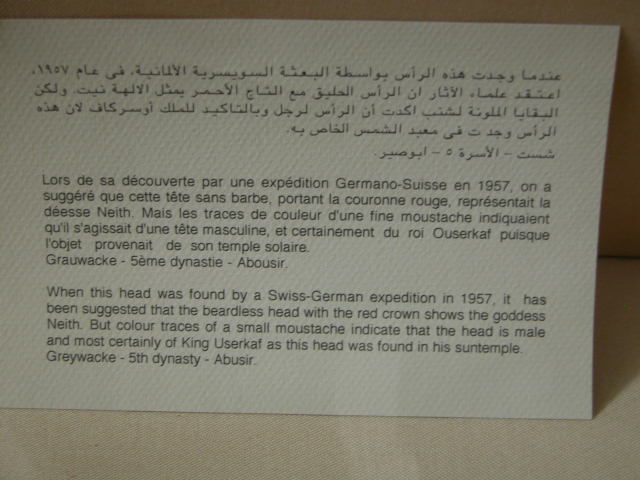 عندما وجدت هذه الرأس بواسطة البعثة السويسرية الألمانية، فى عام ١٩٥٧،
اعتقد علماء الآثار ان الرأس الحليق مع التاج الأحمر يمثل الالهة نيت. ولكن
البقايا الملونة لشنب اكدت أن الرأس لرجل وبالتاكيد للملك أوسركاف لان هذه
الرأس وجدت فى معبد الشمس الخاص به.
شست - الأسرة ٥ - ابوصير.
Lors de sa découverte par une expédition Germano-Suisse en 1957, on a
suggéré que cette tête sans barbe, portant la couronne rouge, représentait la
déesse Neith. Mais les traces de couleur d'une fine moustache indiquaient
qu'il s'agissait d'une tête masculine, et certainement du roi Ouserkaf puisque
l'objet provenait de son temple solaire.
Grauwacke - 5ème dynastie - Abousir.
When this head was found by a Swiss-German expedition in 1957, it has
been suggested that the beardless head with the red crown shows the goddess
Neith. But colour traces of a small moustache indicate that the head is male
and most certainly of King Userkaf as this head was found in his suntemple.
Greywacke - 5th dynasty - Abusir.